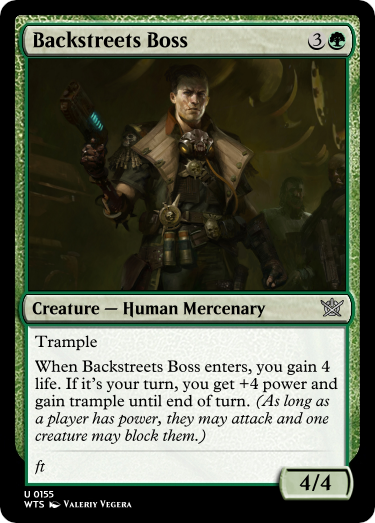 Backstreets Boss 3
Creature — Human Mercenary
Trample
When Backstreets Boss enters, you gain 4
life. If it's your turn, you get +4 power and
gain trample until end of turn. (As long as
a player has power, they may attack and one
creature may block them.)
ft
4/4
U 0155
WTS Valeriy Vegera